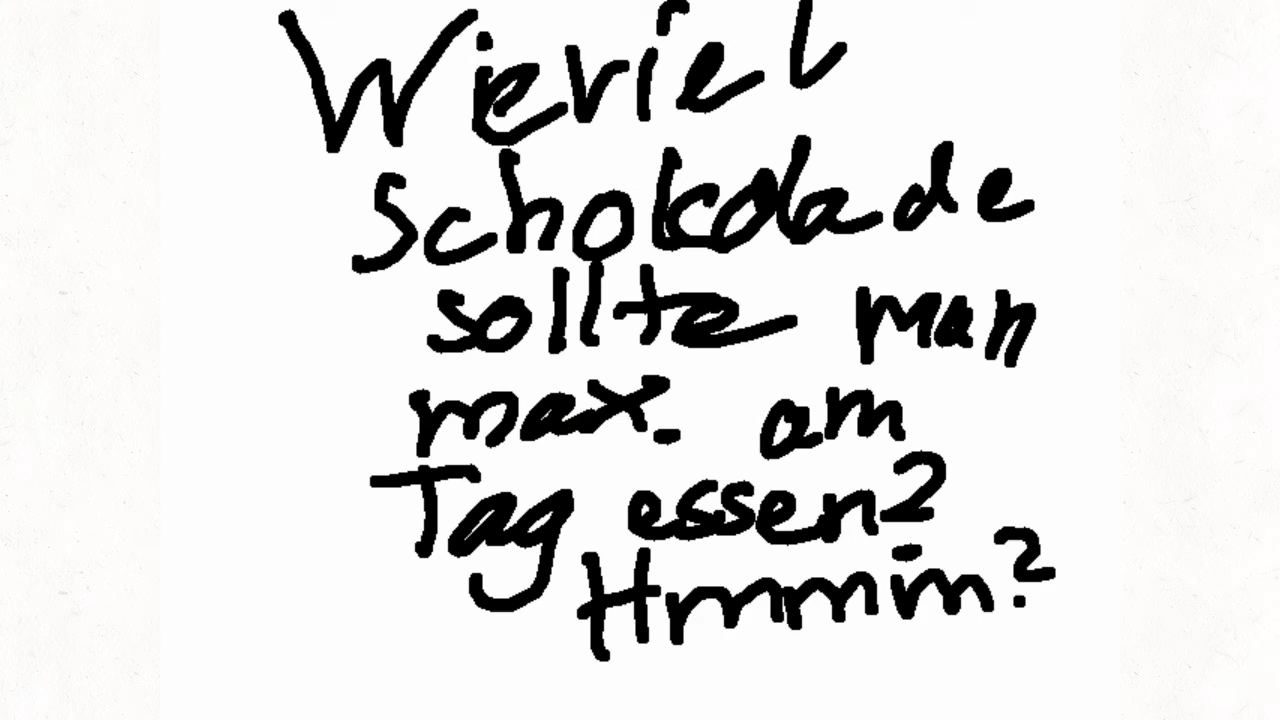 Wieviel
Schokolade
sollte man
max. am
Tag essen?
Hmmm?